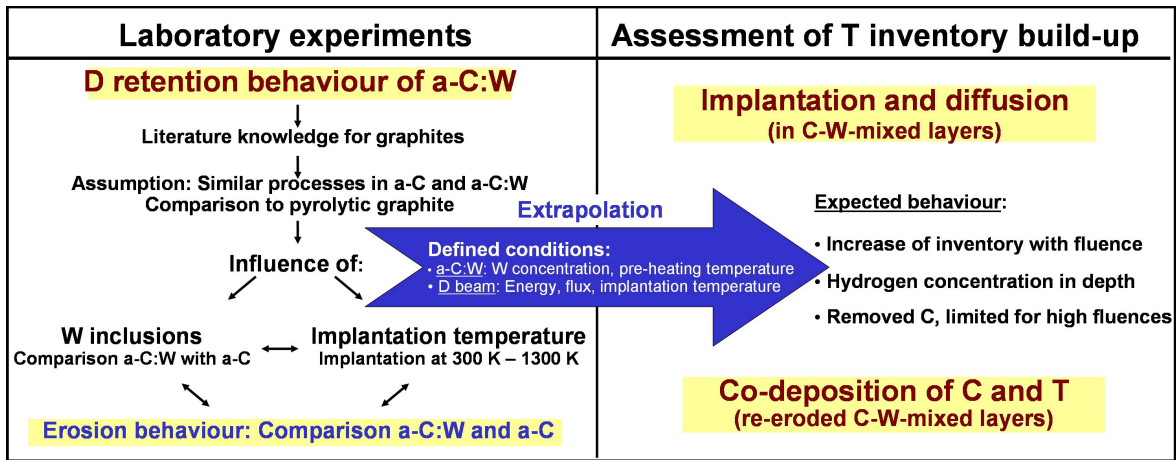 Laboratory experiments
D retention behaviour of a-C:W
Literature knowledge for graphites
Assumption: Similar processes in a-C and a-C:W
Comparison to pyrolytic graphite
Influence of:
W inclusions
Comparison a-C:W with a-C
Implantation temperature
Implantation at 300 K – 1300 K
Erosion behaviour: Comparison a-C:W and a-C
Extrapolation
Defined conditions:
• a-C:W: W concentration, pre-heating temperature
• D beam: Energy, flux, implantation temperature
Assessment of T inventory build-up
Implantation and diffusion
(in C-W-mixed layers)
Expected behaviour:
• Increase of inventory with fluence
• Hydrogen concentration in depth
• Removed C, limited for high fluences
Co-deposition of C and T
(re-eroded C-W-mixed layers)